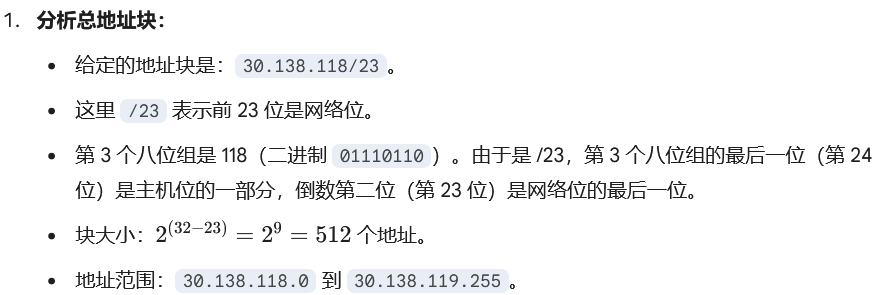 1. 分析总地址块：
• 给定的地址块是： 30.138.118/23 。
• 这里 /23 表示前 23 位是网络位。
• 第 3 个八位组是 118（二进制 01110110 ）。由于是 /23，第 3 个八位组的最后一位（第 24
位）是主机位的一部分，倒数第二位（第 23 位）是网络位的最后一位。
• 块大小：2^(32−23) = 2^9 = 512 个地址。
• 地址范围： 30.138.118.0 到 30.138.119.255 。